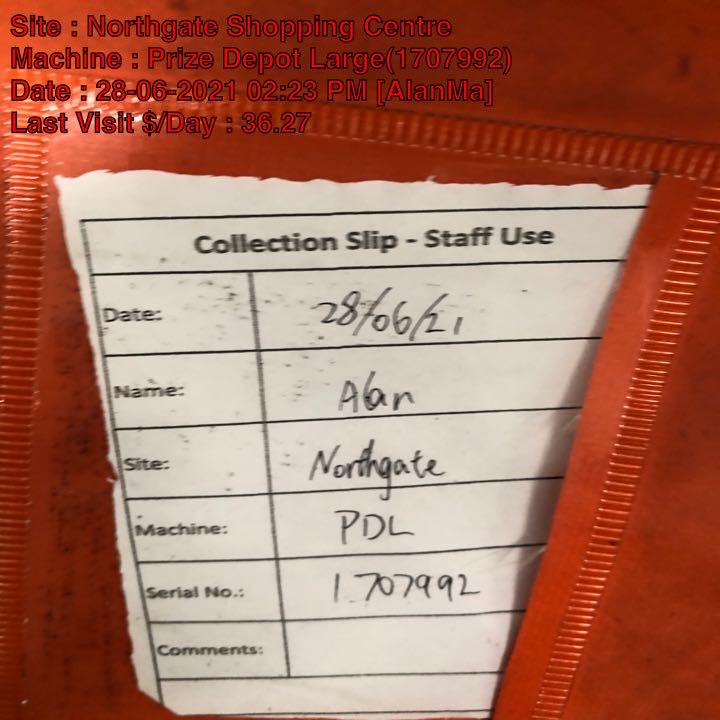 Site : Northgate Shopping Centre
Machine : Prize Depot Large(1707992)
Date : 28-06-2021 02:23 PM [AlanMa]
Last Visit $/Day : 36.27
Collection Slip - Staff Use
Date: 28/06/21
Name: Alan
Site: Northgate
Machine: PDL
Serial No.: 1707992
Comments: